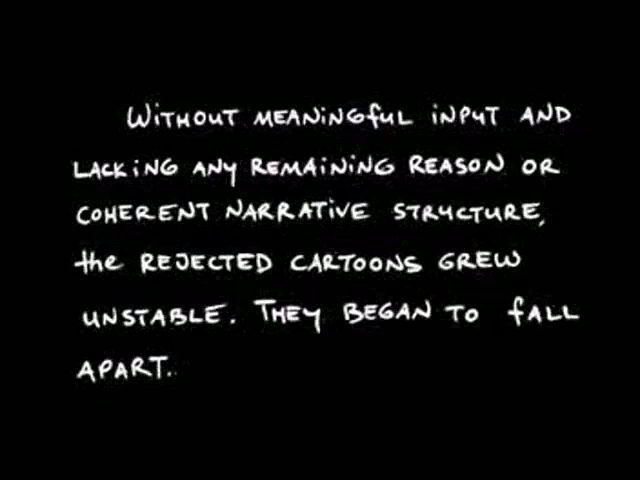 Without meaningful input and
lacking any remaining reason or
coherent narrative structure,
the rejected cartoons grew
unstable. They began to fall
apart.